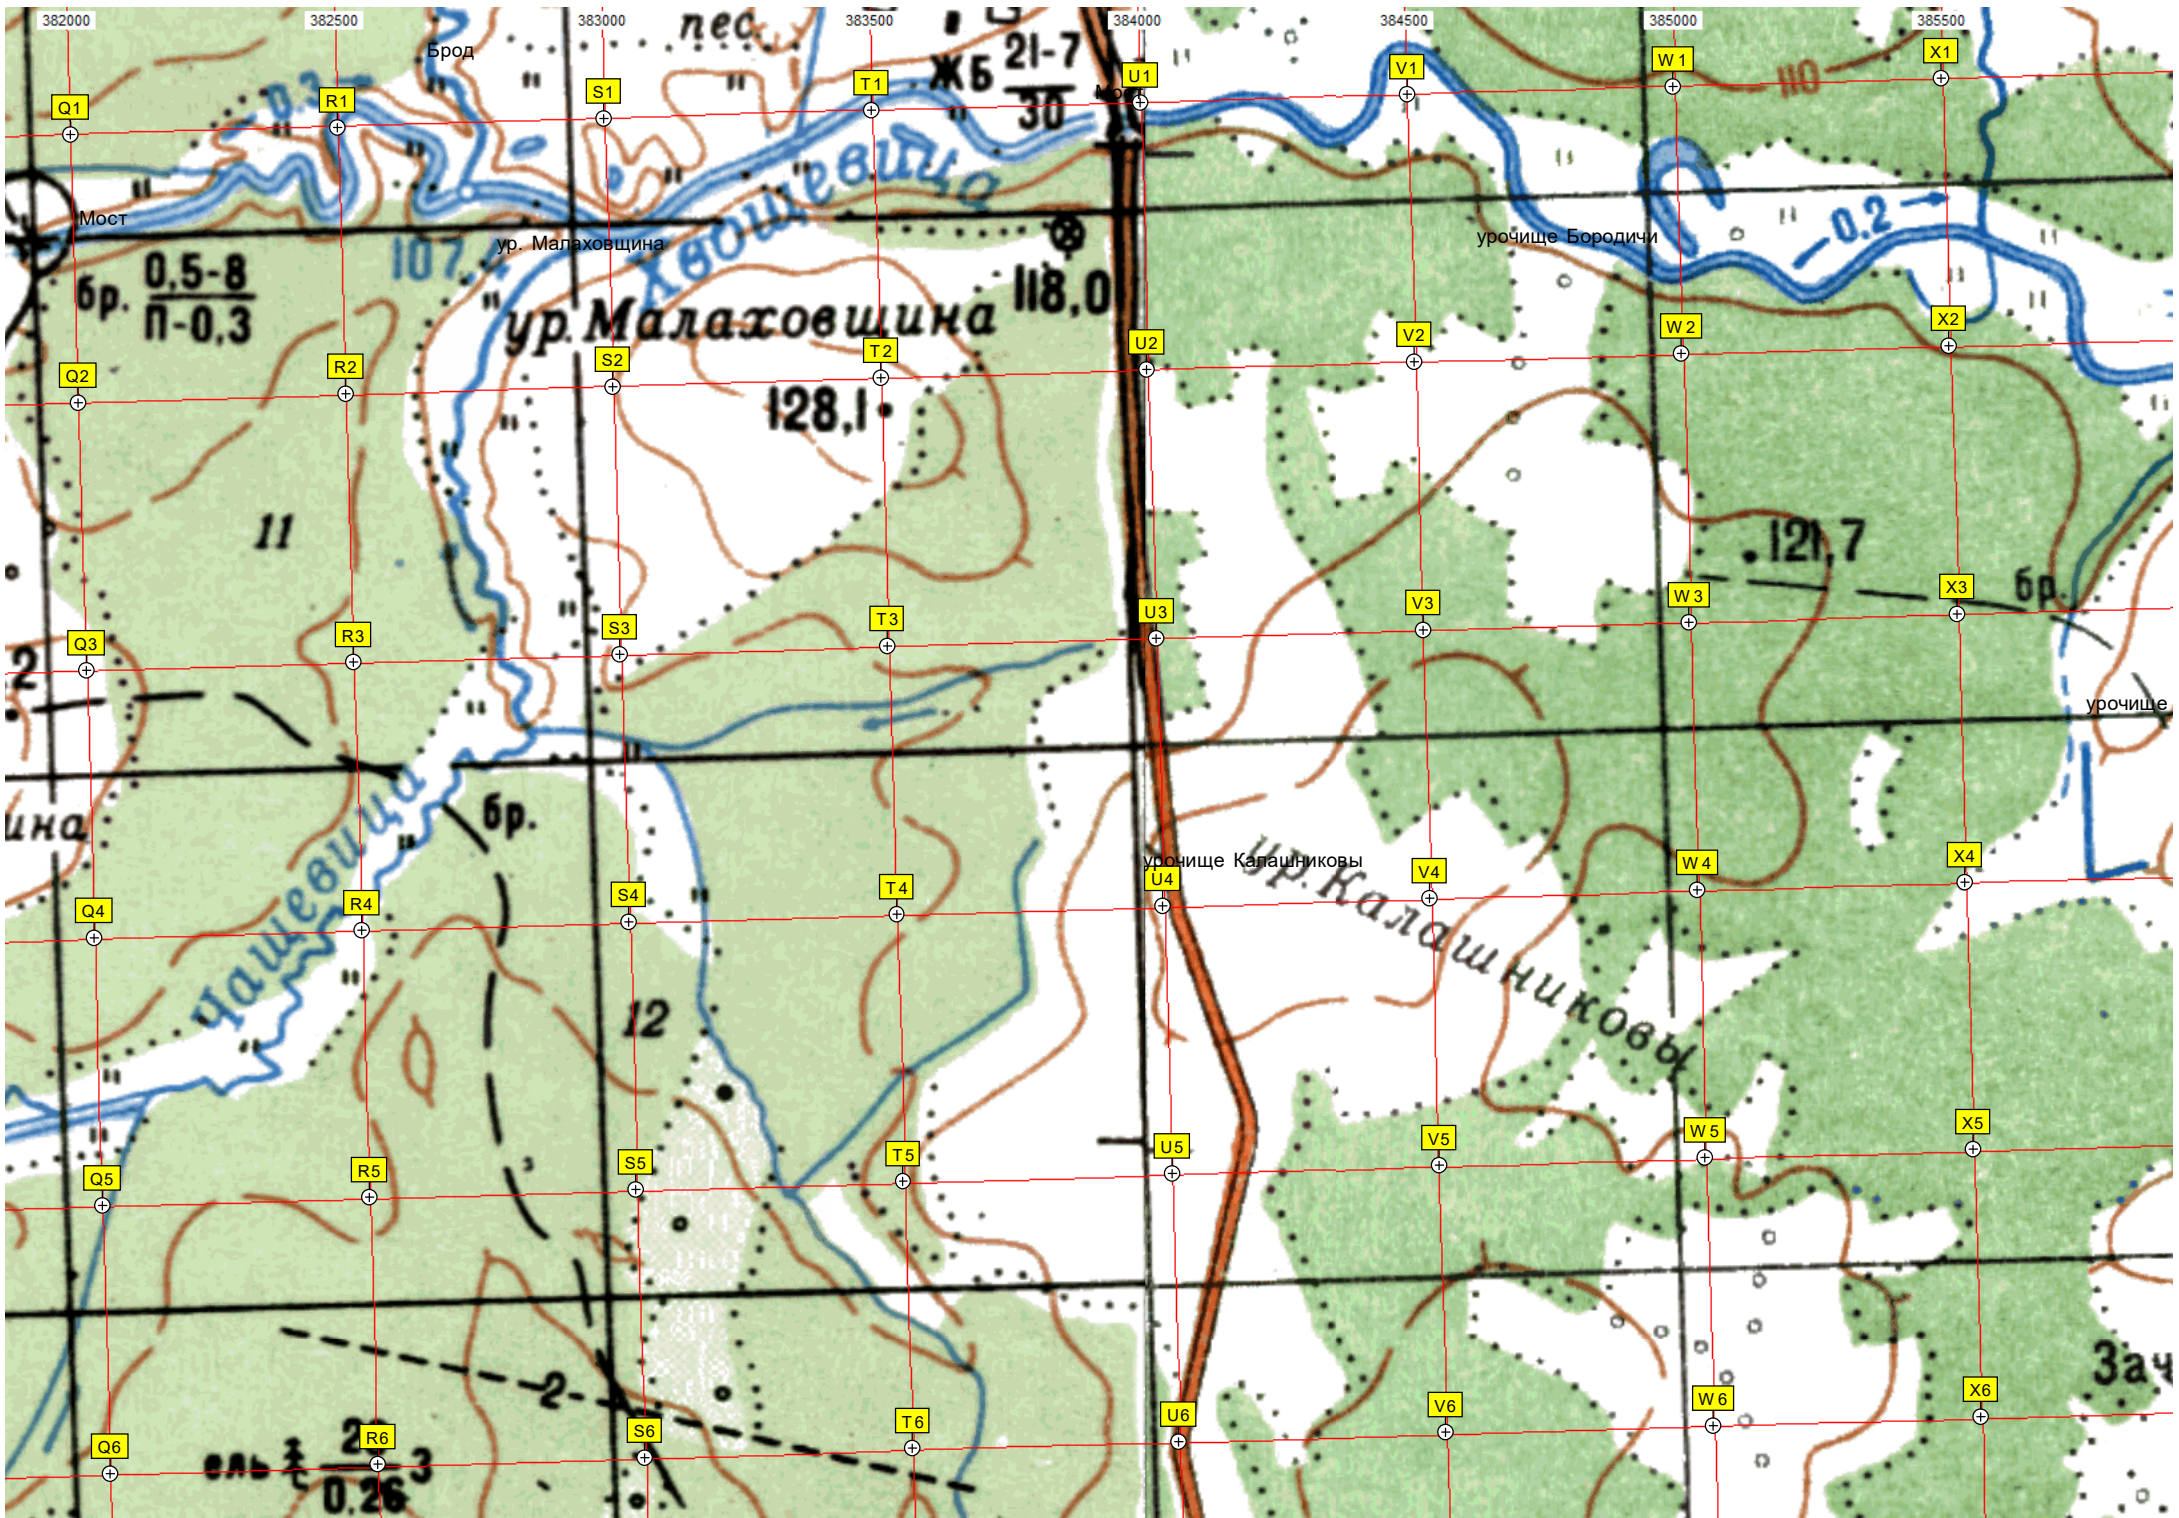 382000 382500 383000 383500 384000 384500 385000 385500
пес.
Брод
ЖБ 21-7
30
Мост
110
0.3
Q1 R1 S1 T1 U1 V1 W1 X1
Хвощевица
Мост
107,
ур. Малаховщина
урочище Бородичи
0.2
бр. 0,5-8
П-0,3
ур. Малаховщина
118,0
Q2 R2 S2 T2 U2 V2 W2 X2
128,1
11
121,7
бр.
Q3 R3 S3 T3 U3 V3 W3 X3
2
урочище
ина
бр.
Чащевица
урочище Калашниковы
ур. Калашниковы
Q4 R4 S4 T4 U4 V4 W4 X4
12
Q5 R5 S5 T5 U5 V5 W5 X5
2
Зач
Q6 R6 S6 T6 U6 V6 W6 X6
ель 3
0.26